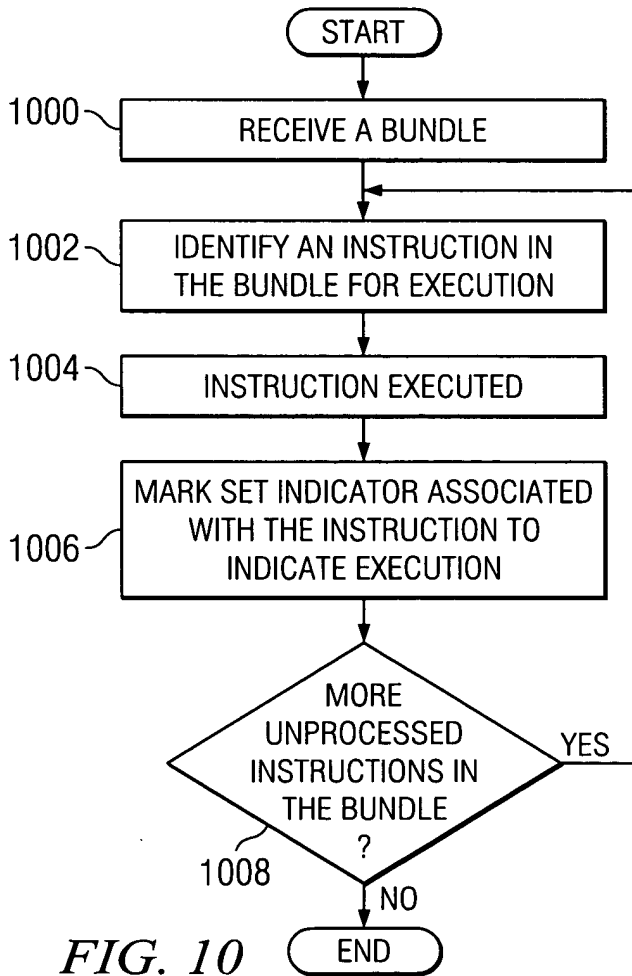 START
1000
RECEIVE A BUNDLE
1002
IDENTIFY AN INSTRUCTION IN
THE BUNDLE FOR EXECUTION
1004
INSTRUCTION EXECUTED
1006
MARK SET INDICATOR ASSOCIATED
WITH THE INSTRUCTION TO
INDICATE EXECUTION
MORE
UNPROCESSED
INSTRUCTIONS IN
THE BUNDLE
?
YES
1008
NO
END
FIG. 10